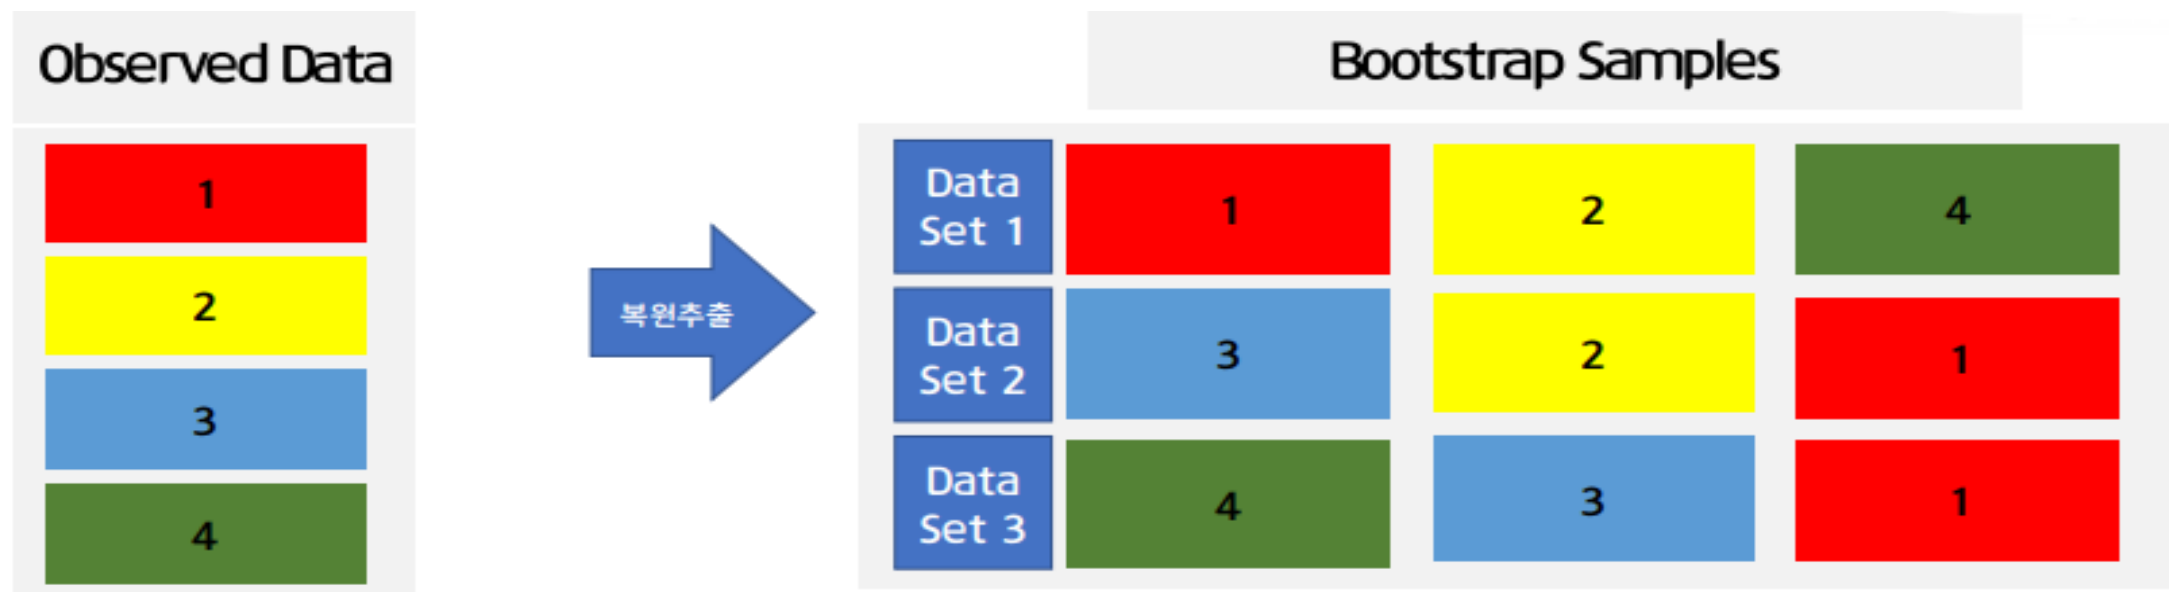 Observed Data
1
2
3
4
복원추출
Bootstrap Samples
Data
Set 1
1
2
4
Data
Set 2
3
2
1
Data
Set 3
4
3
1